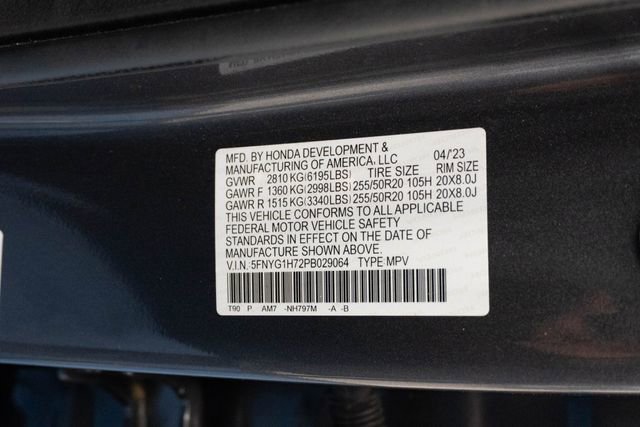 MFD. BY HONDA DEVELOPMENT &
MANUFACTURING OF AMERICA, LLC 04/'23
GVWR 2810 KG(6195LBS) TIRE SIZE RIM SIZE
GAWR F 1360 KG(2998LBS) 255/50R20 105H 20X8.0J
GAWR R 1515 KG(3340LBS) 255/50R20 105H 20X8.0J
THIS VEHICLE CONFORMS TO ALL APPLICABLE
FEDERAL MOTOR VEHICLE SAFETY
STANDARDS IN EFFECT ON THE DATE OF
MANUFACTURE SHOWN ABOVE.
V.I.N.:5FNYG1H72PB029064 TYPE:MPV
T90 P AM7 -NH797M -A -B